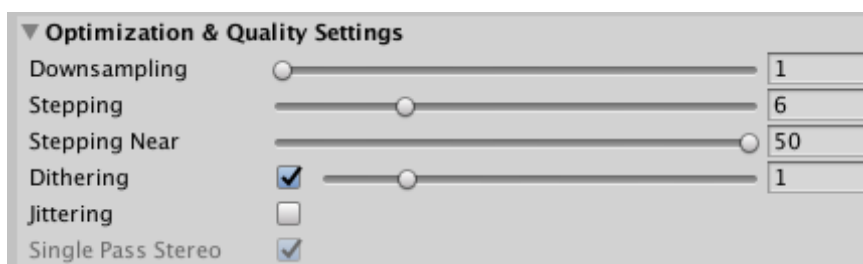 Optimization & Quality Settings
Downsampling 1
Stepping 6
Stepping Near 50
Dithering 1
Jittering
Single Pass Stereo